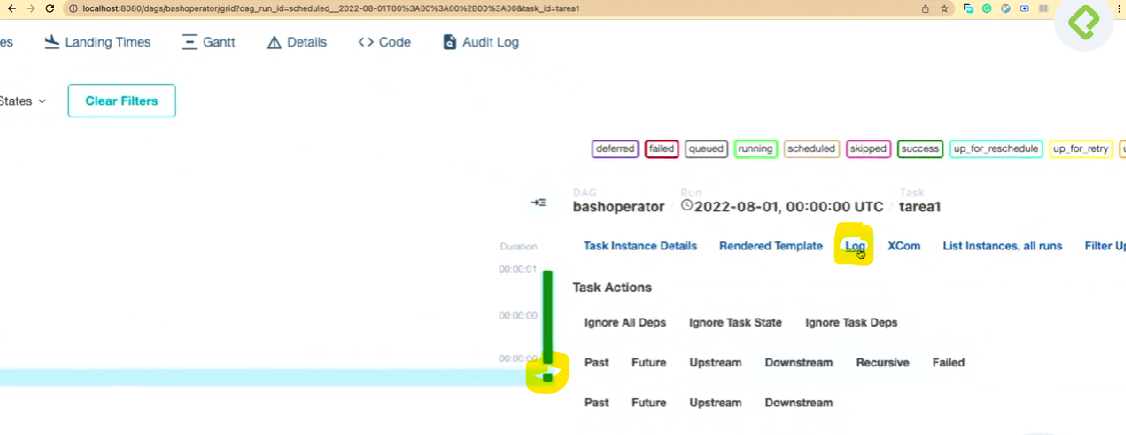 localhost:8080/dags/bashoperator/grid?dag_run_id=scheduled__2022-08-01T00%3A00%3A00%2B00%3A00&task_id=tarea1
es Landing Times Gantt Details <> Code Audit Log
States Clear Filters
deferred failed queued running scheduled skipped success up_for_reschedule up_for_retry
DAG Run Task
bashoperator / 2022-08-01, 00:00:00 UTC / tarea1
Duration Task Instance Details Rendered Template Log XCom List Instances, all runs Filter Up
00:00:01
Task Actions
00:00:00 Ignore All Deps Ignore Task State Ignore Task Deps
00:00:00 Past Future Upstream Downstream Recursive Failed
Past Future Upstream Downstream